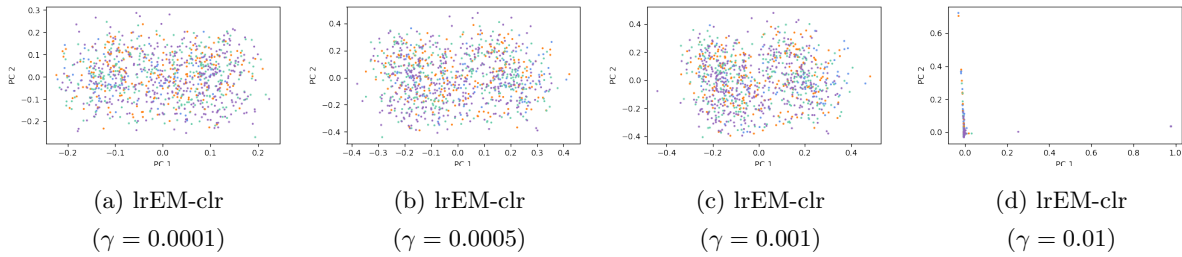 0.3
0.2
0.1
0.0
−0.1
−0.2
PC 2
−0.2 −0.1 0.0 0.1 0.2
PC 1
0.4
0.2
0.0
−0.2
−0.4
PC 2
−0.4 −0.3 −0.2 −0.1 0.0 0.1 0.2 0.3 0.4
PC 1
0.4
0.2
0.0
−0.2
−0.4
PC 2
−0.4 −0.2 0.0 0.2 0.4 0.6
PC 1
0.6
0.4
0.2
0.0
PC 2
0.0 0.2 0.4 0.6 0.8 1.0
PC 1
(a) lrEM-clr
(γ = 0.0001)
(b) lrEM-clr
(γ = 0.0005)
(c) lrEM-clr
(γ = 0.001)
(d) lrEM-clr
(γ = 0.01)